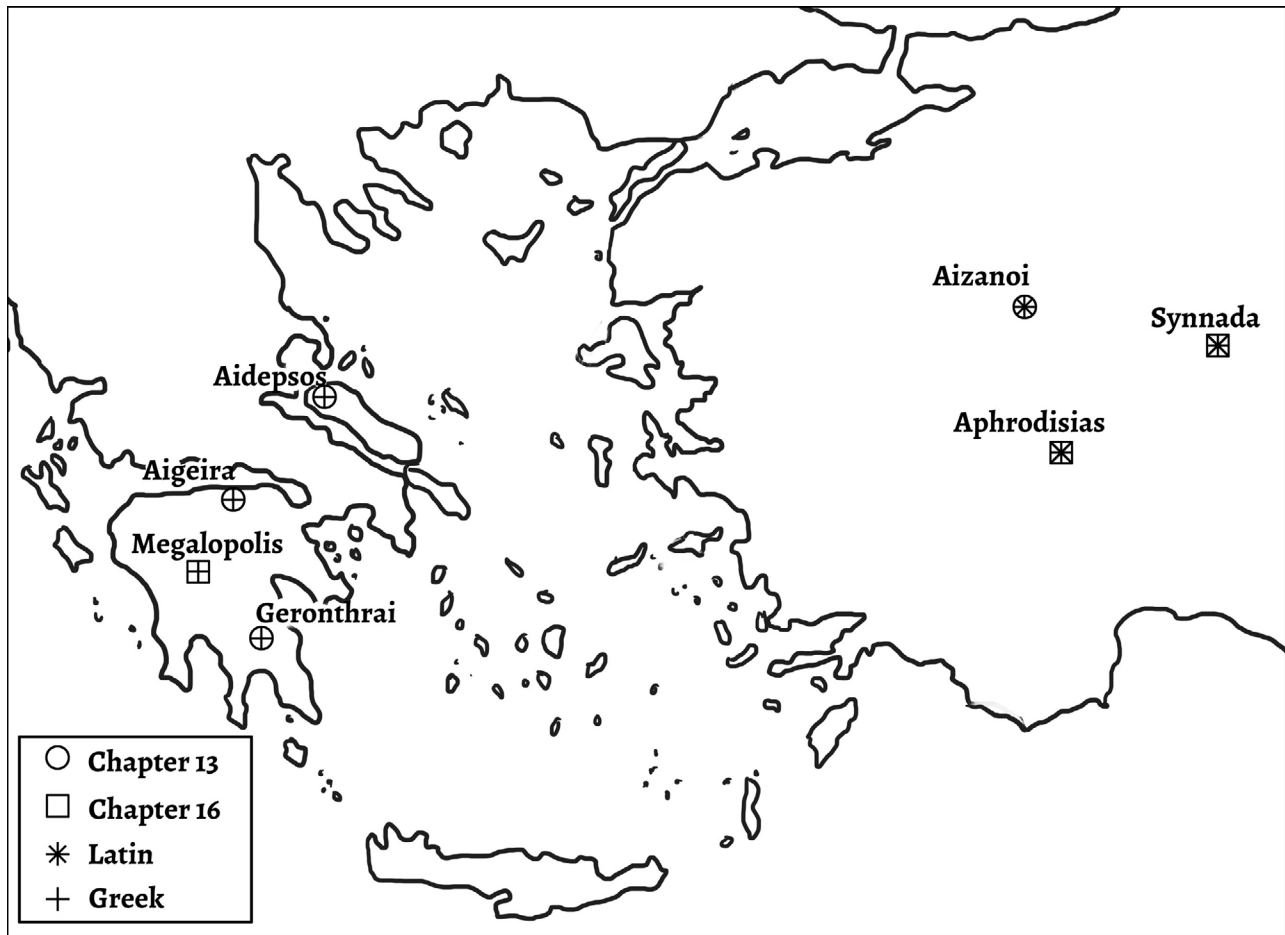 Aizanoi
Synnada
Aidepsos
Aphrodisias
Aigeira
Megalopolis
Geronthrai
Chapter 13
Chapter 16
Latin
Greek